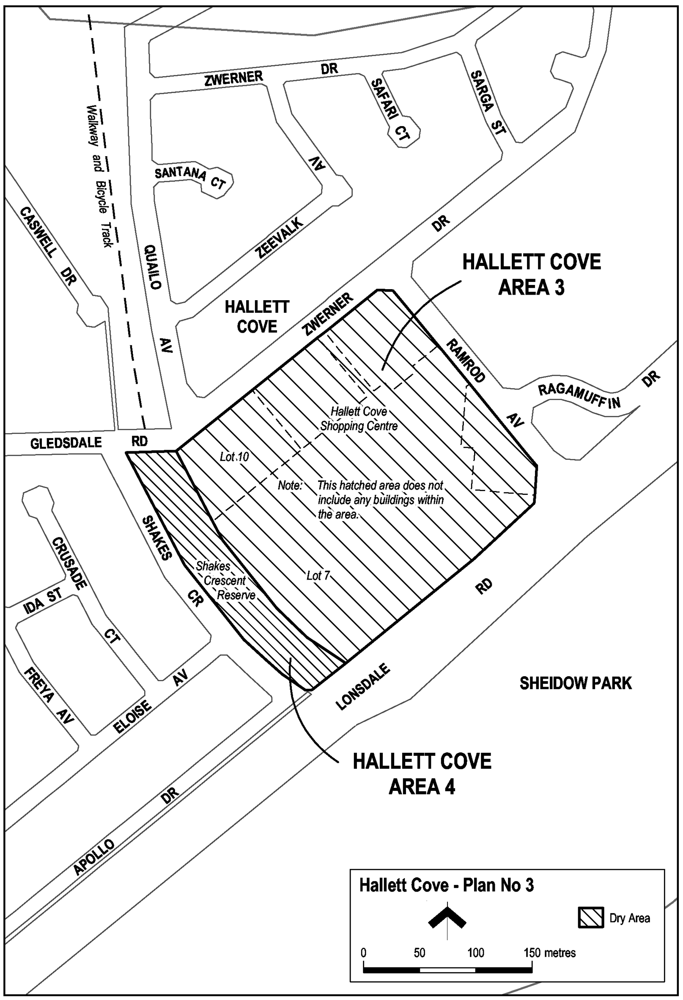 ZWERNER DR
SAFARI CT
SARGA ST
Walkway and Bicycle Track
SANTANA CT
AV
CASWELL DR
QUAILO
ZEEVALK
DR
HALLETT COVE
AREA 3
HALLETT
COVE
ZWERNER
AV
RAMROD
RAGAMUFFIN
DR
AV
Hallett Cove
Shopping Centre
GLEDSDALE RD
Lot 10
Note: This hatched area does not
include any buildings within
the area.
SHAKES
CRUSADE
Shakes
Crescent
Reserve
Lot 7
RD
CR
IDA ST
CT
FREYA AV
AV
ELOISE
LONSDALE
SHEIDOW PARK
HALLETT COVE
AREA 4
DR
APOLLO
Hallett Cove - Plan No 3
Dry Area
0 50 100 150 metres